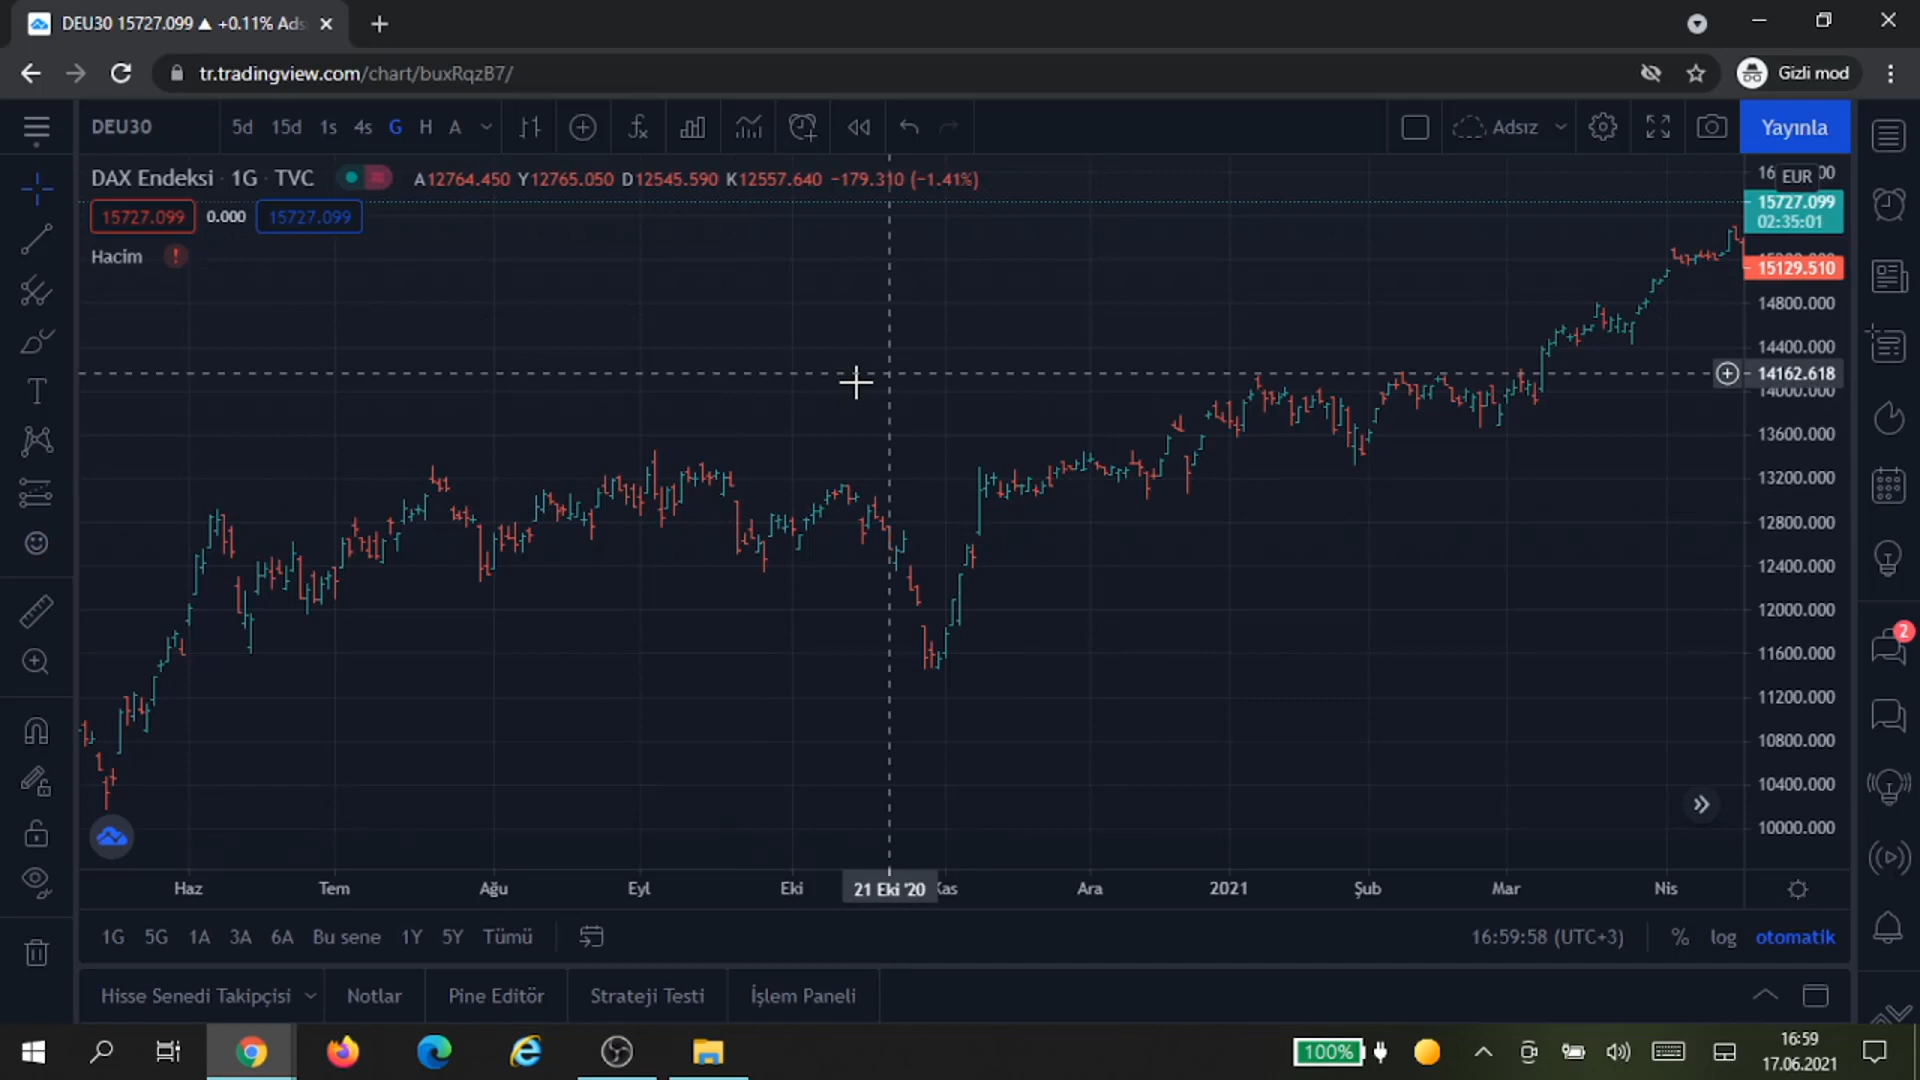 DEU30 15727.099 ▲ +0.11% Ads
tr.tradingview.com/chart/buxRqzB7/
Gizli mod
DEU30
5d 15d 1s 4s G H A
Adsız
Yayınla
DAX Endeksi · 1G · TVC
A12764.450 Y12765.050 D12545.590 K12557.640 −179.310 (−1.41%)
15727.099 0.000 15727.099
Hacim
EUR
15727.099
02:35:01
15129.510
14800.000
14400.000
14162.618
14000.000
13600.000
13200.000
12800.000
12400.000
12000.000
11600.000
11200.000
10800.000
10400.000
10000.000
2
Haz Tem Ağu Eyl Eki 21 Eki '20 Kas Ara 2021 Şub Mar Nis
1G 5G 1A 3A 6A Bu sene 1Y 5Y Tümü
16:59:58 (UTC+3) % log otomatik
Hisse Senedi Takipçisi Notlar Pine Editör Strateji Testi İşlem Paneli
100%
16:59
17.06.2021